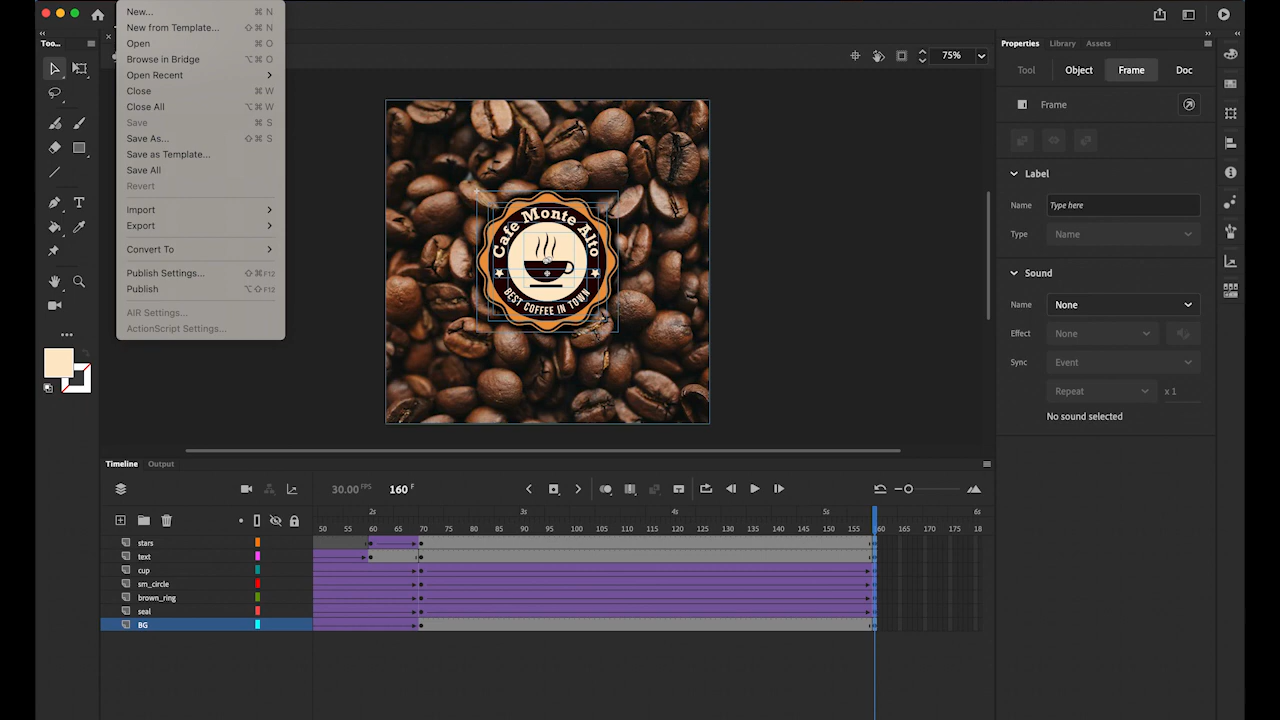 New... ⌘ N
New from Template... ⇧ ⌘ N
Open ⌘ O
Browse in Bridge ⌥⌘ O
Open Recent
Close ⌘ W
Close All ⌥⌘ W
Save ⌘ S
Save As... ⇧ ⌘ S
Save as Template...
Save All
Revert
Import
Export
Convert To
Publish Settings... ⇧⌘F12
Publish ⌥⇧F12
AIR Settings...
ActionScript Settings...
Too...
75%
Cafe Monte Alto
BEST COFFEE IN TOWN
Properties Library Assets
Tool Object Frame Doc
Frame
Label
Name Type here
Type Name
Sound
Name None
Effect None
Sync Event
Repeat x 1
No sound selected
Timeline Output
30.00 FPS 160 F
2s 3s 4s 5s 6s
50 55 60 65 70 75 80 85 90 95 100 105 110 115 120 125 130 135 140 145 150 155 60 165 170 175 18
stars
text
cup
sm_circle
brown_ring
seal
BG